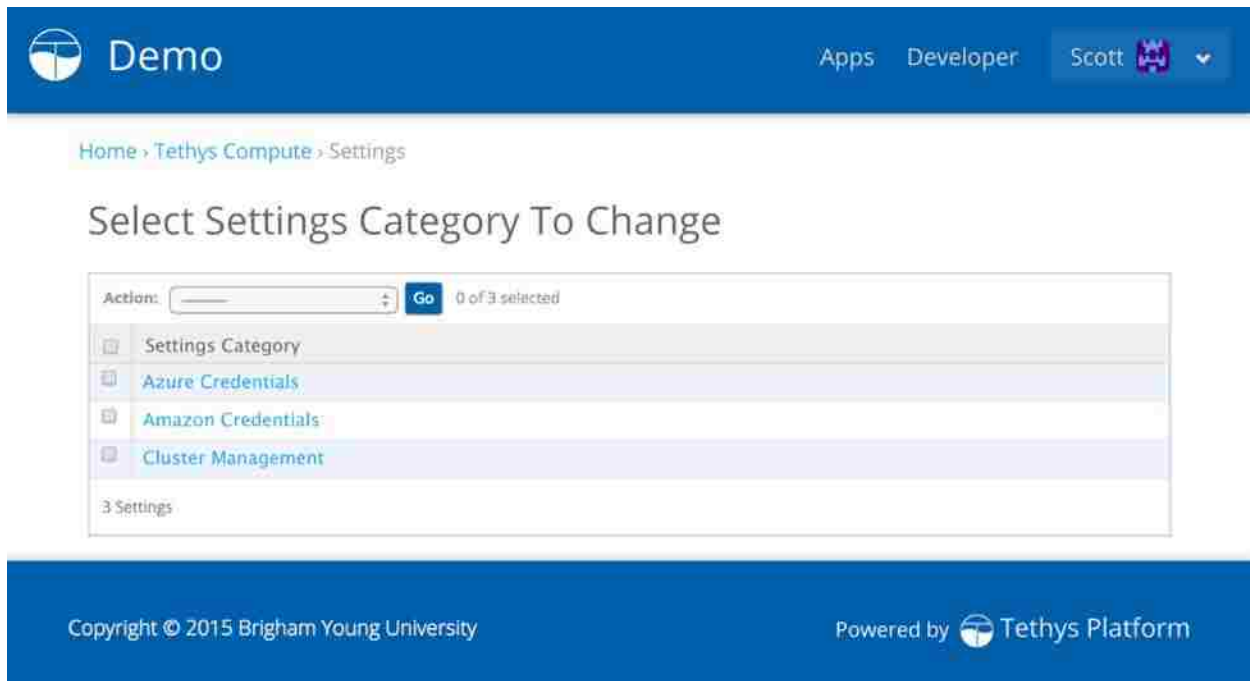 Demo
Apps Developer Scott
Home › Tethys Compute › Settings
Select Settings Category To Change
Action: Go 0 of 3 selected
Settings Category
Azure Credentials
Amazon Credentials
Cluster Management
3 Settings
Copyright © 2015 Brigham Young University
Powered by Tethys Platform